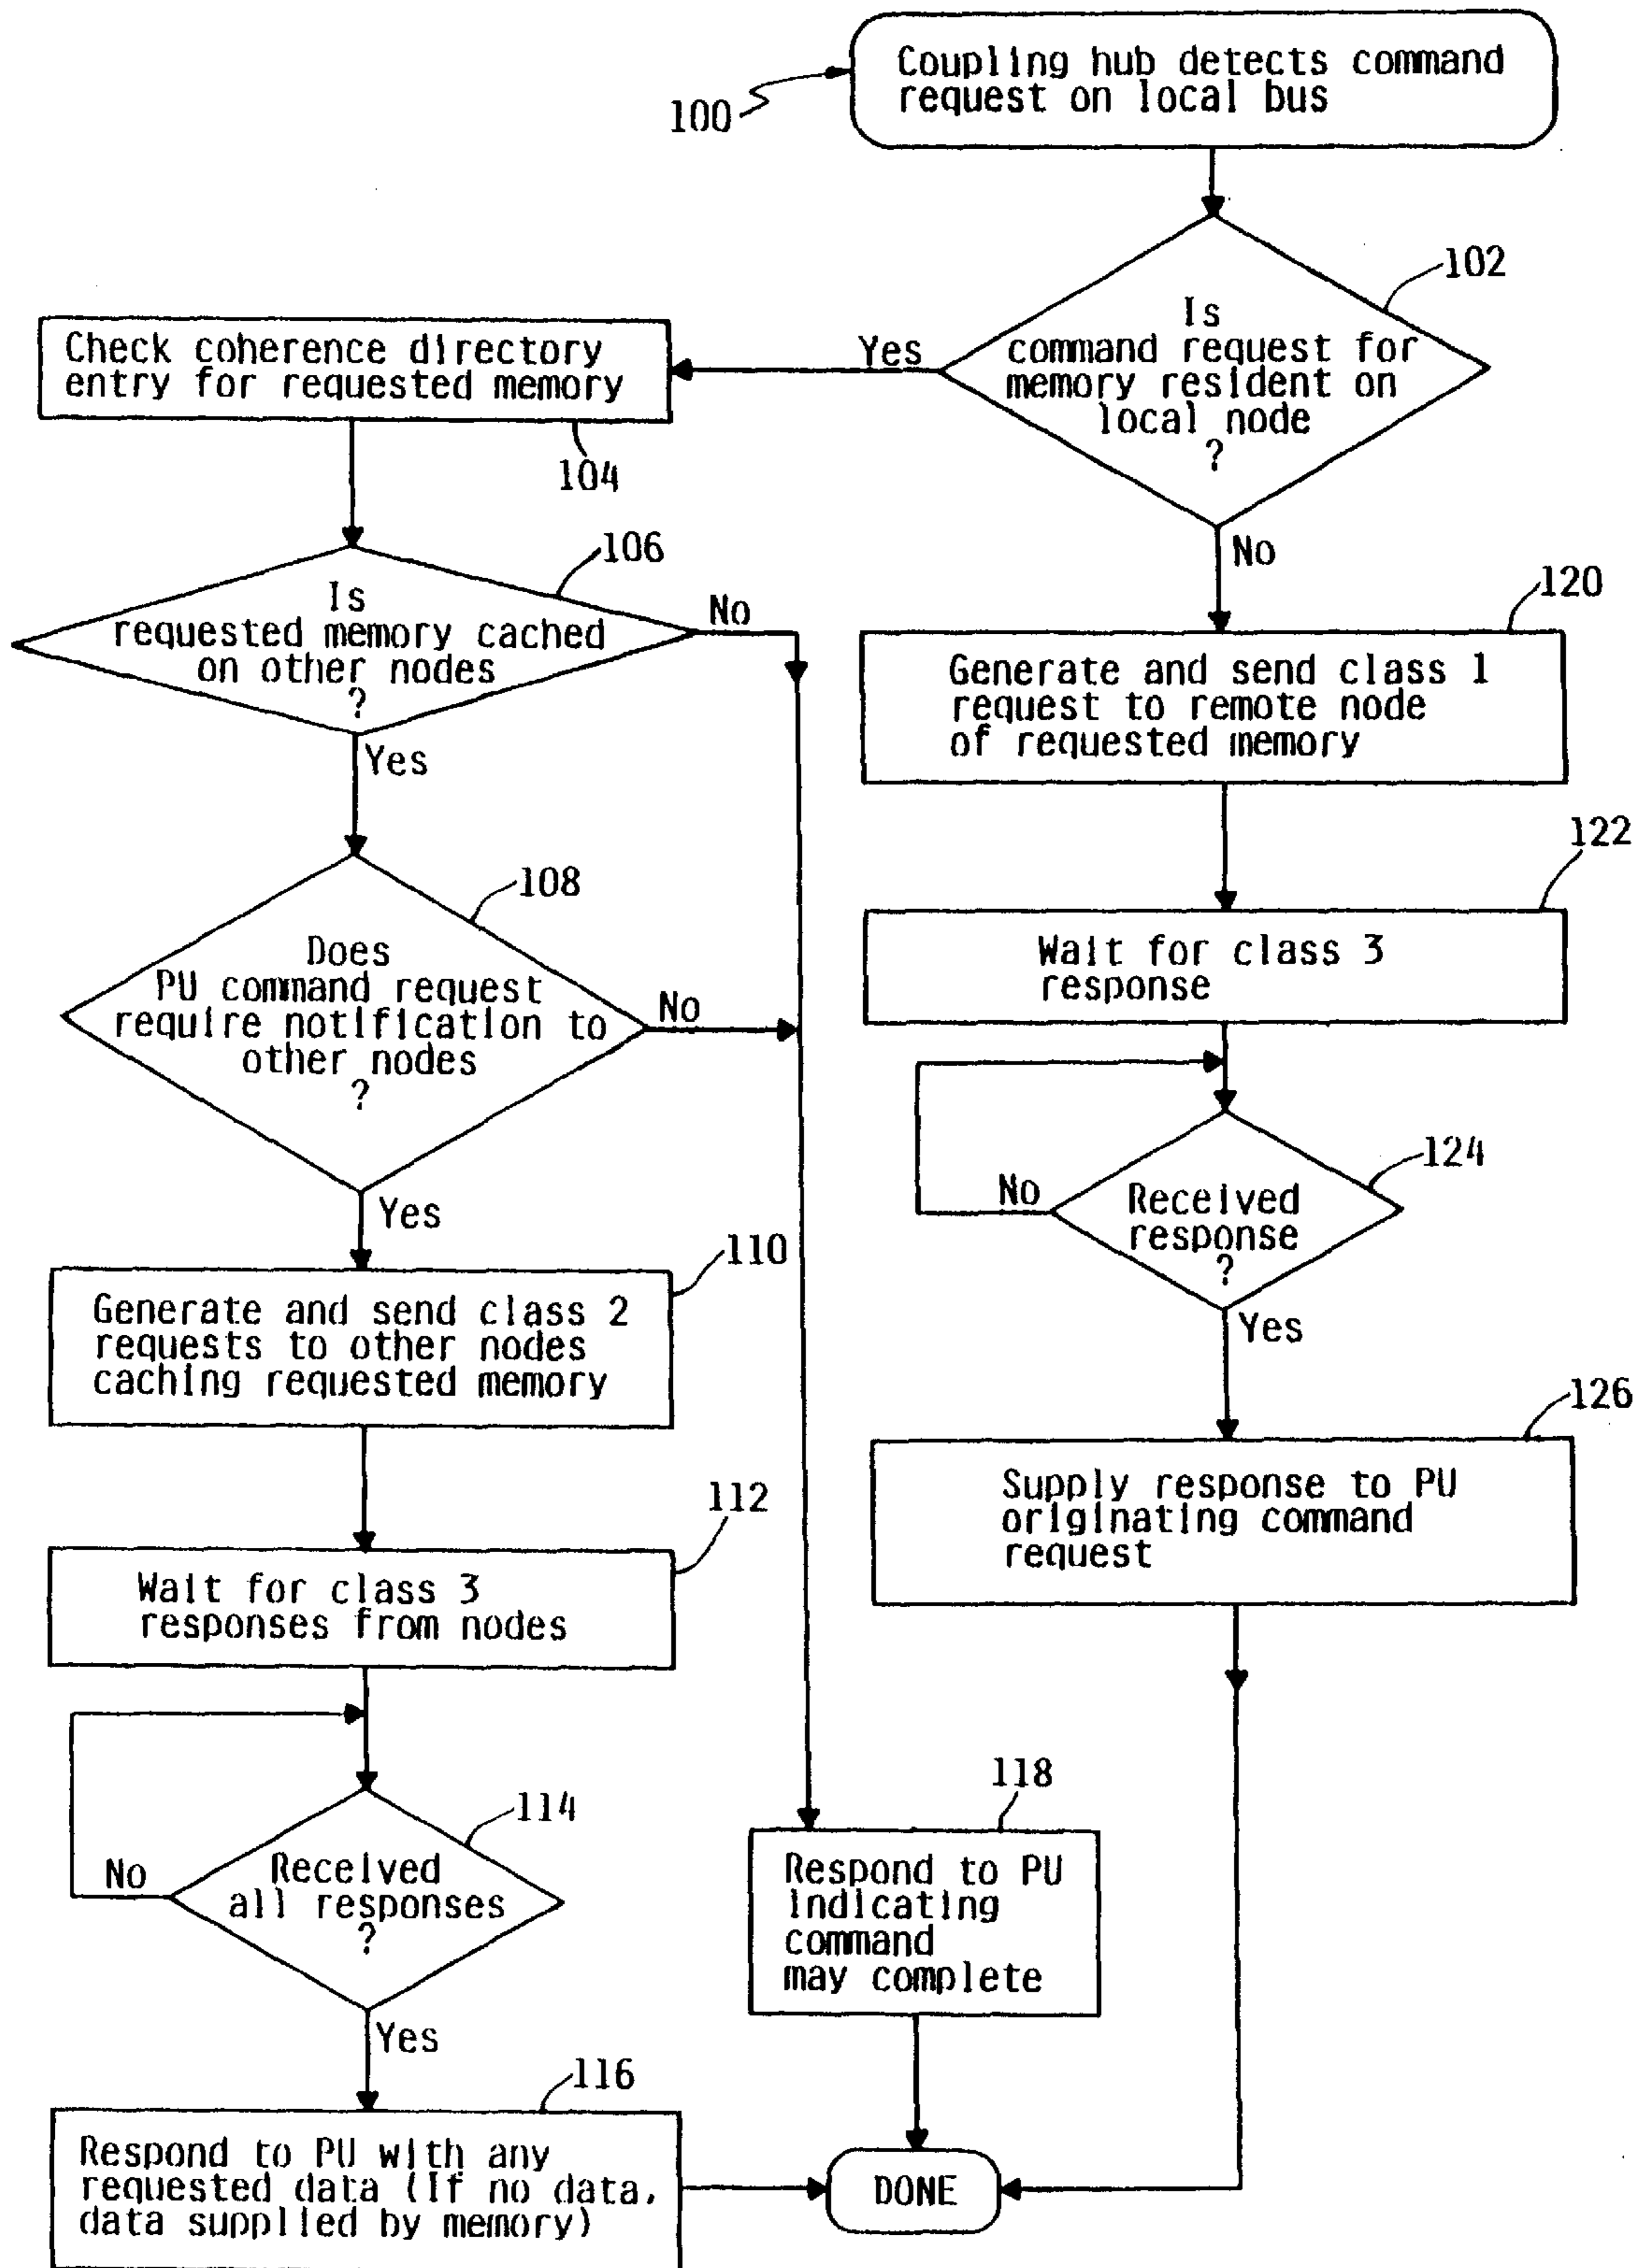 Coupling hub detects command
request on local bus
100
102
Is
command request for
memory resident on
local node
?
Yes
No
Check coherence directory
entry for requested memory
104
106
Is
requested memory cached
on other nodes
?
No
Yes
108
Does
PU command request
require notification to
other nodes
?
No
Yes
110
Generate and send class 2
requests to other nodes
caching requested memory
112
Wait for class 3
responses from nodes
114
Received
all responses
?
No
Yes
116
Respond to PU with any
requested data (If no data,
data supplied by memory)
118
Respond to PU
indicating
command
may complete
120
Generate and send class 1
request to remote node
of requested memory
122
Wait for class 3
response
124
Received
response
?
No
Yes
126
Supply response to PU
originating command
request
DONE